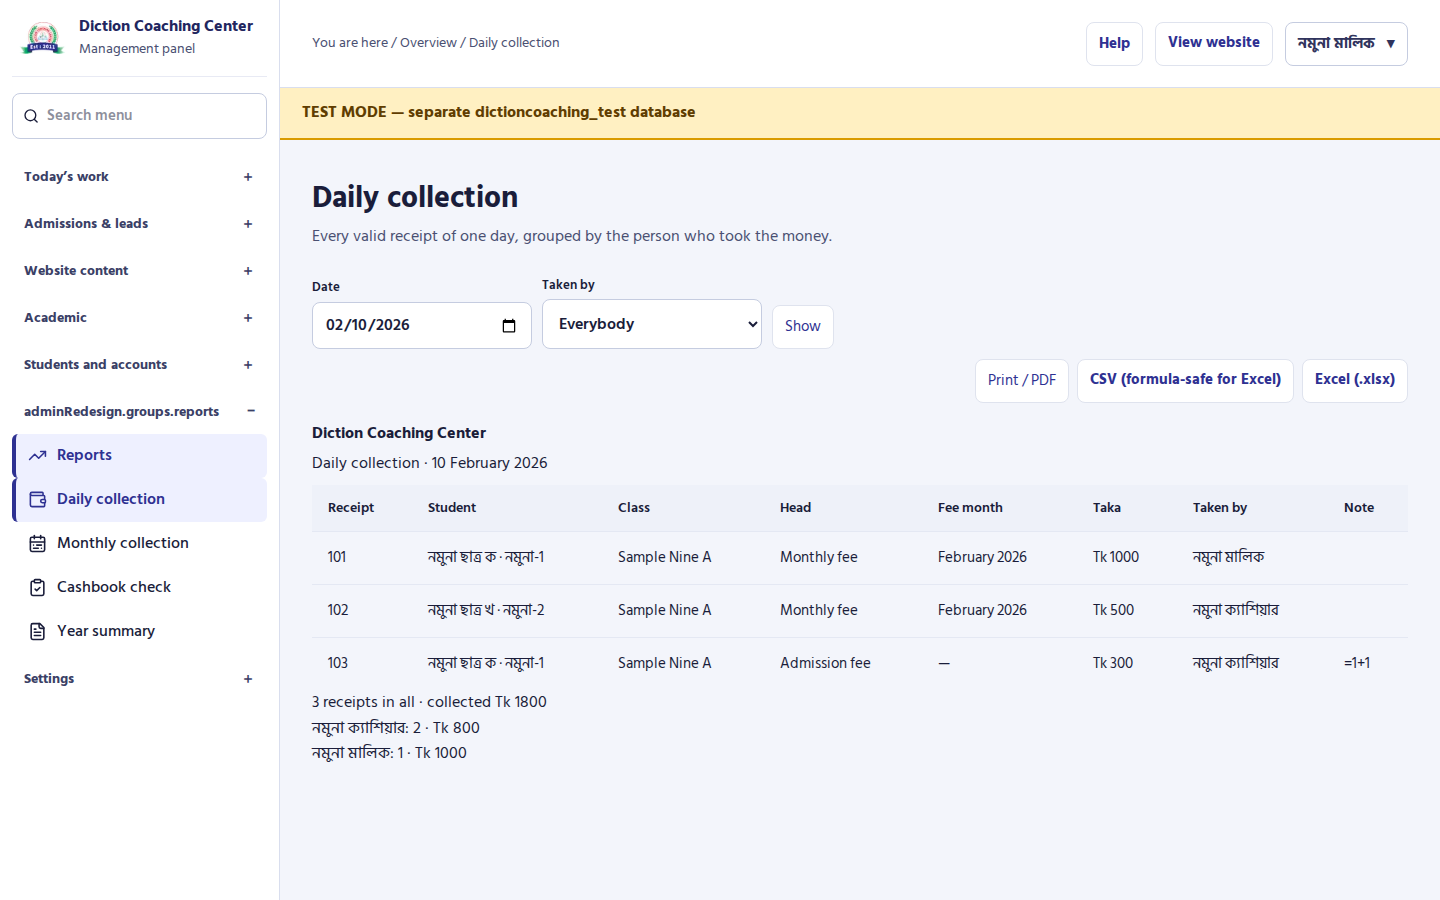 Diction Coaching Center
Management panel
Est : 2011
Search menu
Today's work +
Admissions & leads +
Website content +
Academic +
Students and accounts +
adminRedesign.groups.reports −
Reports
Daily collection
Monthly collection
Cashbook check
Year summary
Settings +
You are here / Overview / Daily collection
Help
View website
নমুনা মালিক ▼
TEST MODE — separate dictioncoaching_test database
Daily collection
Every valid receipt of one day, grouped by the person who took the money.
Date
02/10/2026
Taken by
Everybody
Show
Print / PDF
CSV (formula-safe for Excel)
Excel (.xlsx)
Diction Coaching Center
Daily collection · 10 February 2026
Receipt Student Class Head Fee month Taka Taken by Note
101 নমুনা ছাত্র ক · নমুনা-1 Sample Nine A Monthly fee February 2026 Tk 1000 নমুনা মালিক
102 নমুনা ছাত্র খ · নমুনা-2 Sample Nine A Monthly fee February 2026 Tk 500 নমুনা ক্যাশিয়ার
103 নমুনা ছাত্র ক · নমুনা-1 Sample Nine A Admission fee — Tk 300 নমুনা ক্যাশিয়ার =1+1
3 receipts in all · collected Tk 1800
নমুনা ক্যাশিয়ার: 2 · Tk 800
নমুনা মালিক: 1 · Tk 1000